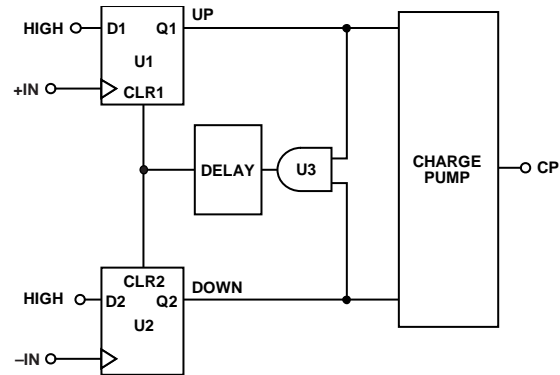 UP
HIGH
D1
Q1
U1
+IN
CLR1
DELAY
U3
CHARGE
PUMP
CP
CLR2
DOWN
HIGH
D2
Q2
U2
–IN